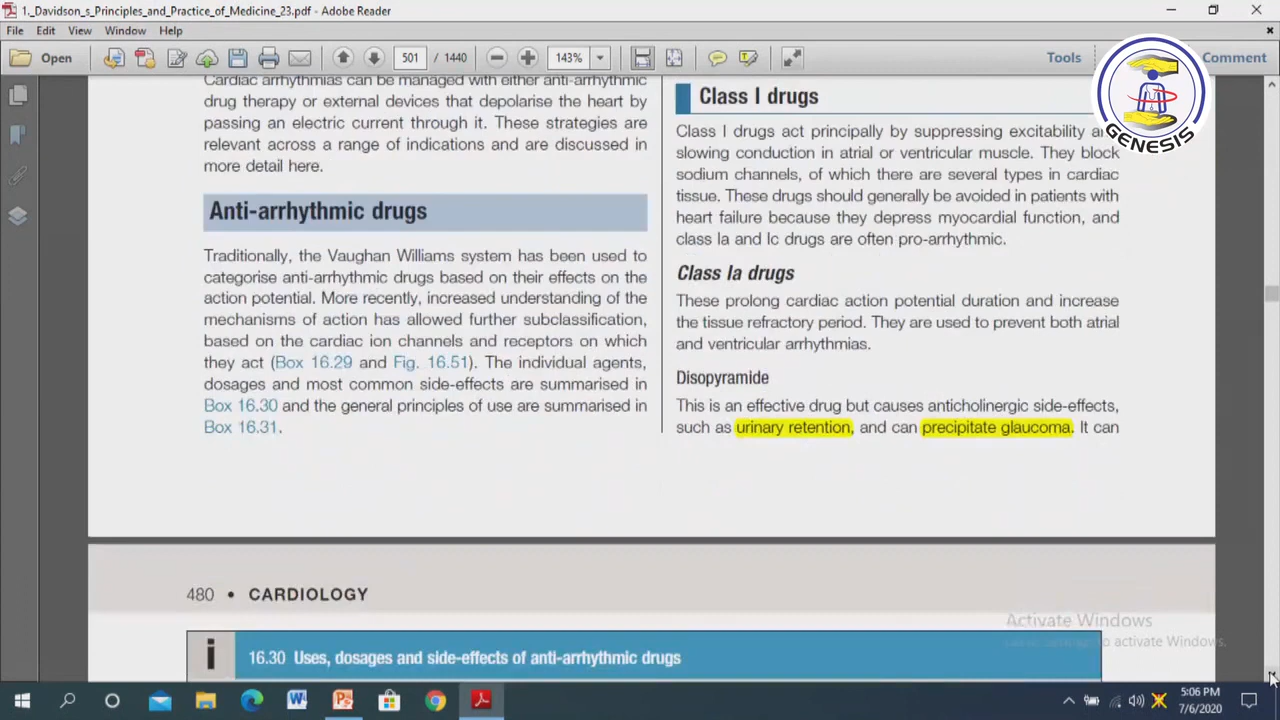 1._Davidson_s_Principles_and_Practice_of_Medicine_23.pdf - Adobe Reader
File Edit View Window Help
Open 501 / 1440 143% Tools Comment
GENESIS
Cardiac arrhythmias can be managed with either anti-arrhythmic
drug therapy or external devices that depolarise the heart by
passing an electric current through it. These strategies are
relevant across a range of indications and are discussed in
more detail here.
Anti-arrhythmic drugs
Traditionally, the Vaughan Williams system has been used to
categorise anti-arrhythmic drugs based on their effects on the
action potential. More recently, increased understanding of the
mechanisms of action has allowed further subclassification,
based on the cardiac ion channels and receptors on which
they act (Box 16.29 and Fig. 16.51). The individual agents,
dosages and most common side-effects are summarised in
Box 16.30 and the general principles of use are summarised in
Box 16.31.
Class I drugs
Class I drugs act principally by suppressing excitability
slowing conduction in atrial or ventricular muscle. They block
sodium channels, of which there are several types in cardiac
tissue. These drugs should generally be avoided in patients with
heart failure because they depress myocardial function, and
class Ia and Ic drugs are often pro-arrhythmic.
Class Ia drugs
These prolong cardiac action potential duration and increase
the tissue refractory period. They are used to prevent both atrial
and ventricular arrhythmias.
Disopyramide
This is an effective drug but causes anticholinergic side-effects,
such as urinary retention, and can precipitate glaucoma. It can
480 • CARDIOLOGY
i 16.30 Uses, dosages and side-effects of anti-arrhythmic drugs
Activate Windows
to activate Windows.
5:06 PM
7/6/2020